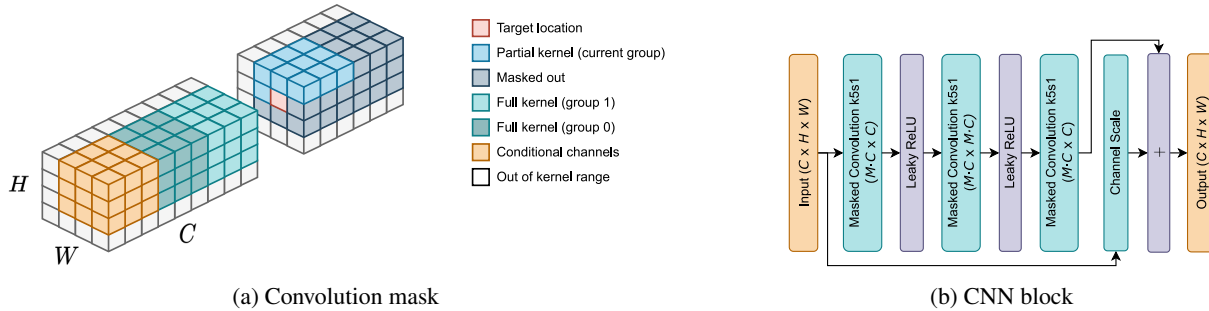 H
W
C
Target location
Partial kernel (current group)
Masked out
Full kernel (group 1)
Full kernel (group 0)
Conditional channels
Out of kernel range
(a) Convolution mask
Input (C x H x W)
Masked Convolution k5s1
(M·C x C)
Leaky ReLU
Masked Convolution k5s1
(M·C x M·C)
Leaky ReLU
Masked Convolution k5s1
(M·C x C)
Channel Scale
+
Output (C x H x W)
(b) CNN block